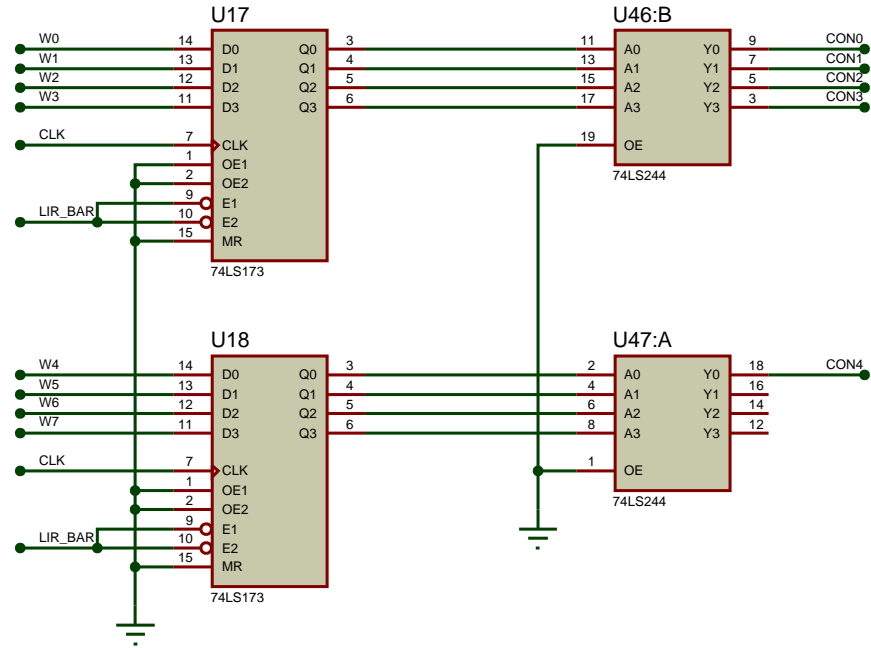 U17
W0 14 D0 Q0 3
W1 13 D1 Q1 4
W2 12 D2 Q2 5
W3 11 D3 Q3 6
CLK 7 CLK
1 OE1
2 OE2
9 E1
LIR_BAR 10 E2
15 MR
74LS173
U46:B
11 A0 Y0 9 CON0
13 A1 Y1 7 CON1
15 A2 Y2 5 CON2
17 A3 Y3 3 CON3
19 OE
74LS244
U18
W4 14 D0 Q0 3
W5 13 D1 Q1 4
W6 12 D2 Q2 5
W7 11 D3 Q3 6
CLK 7 CLK
1 OE1
2 OE2
9 E1
LIR_BAR 10 E2
15 MR
74LS173
U47:A
2 A0 Y0 18 CON4
4 A1 Y1 16
6 A2 Y2 14
8 A3 Y3 12
1 OE
74LS244